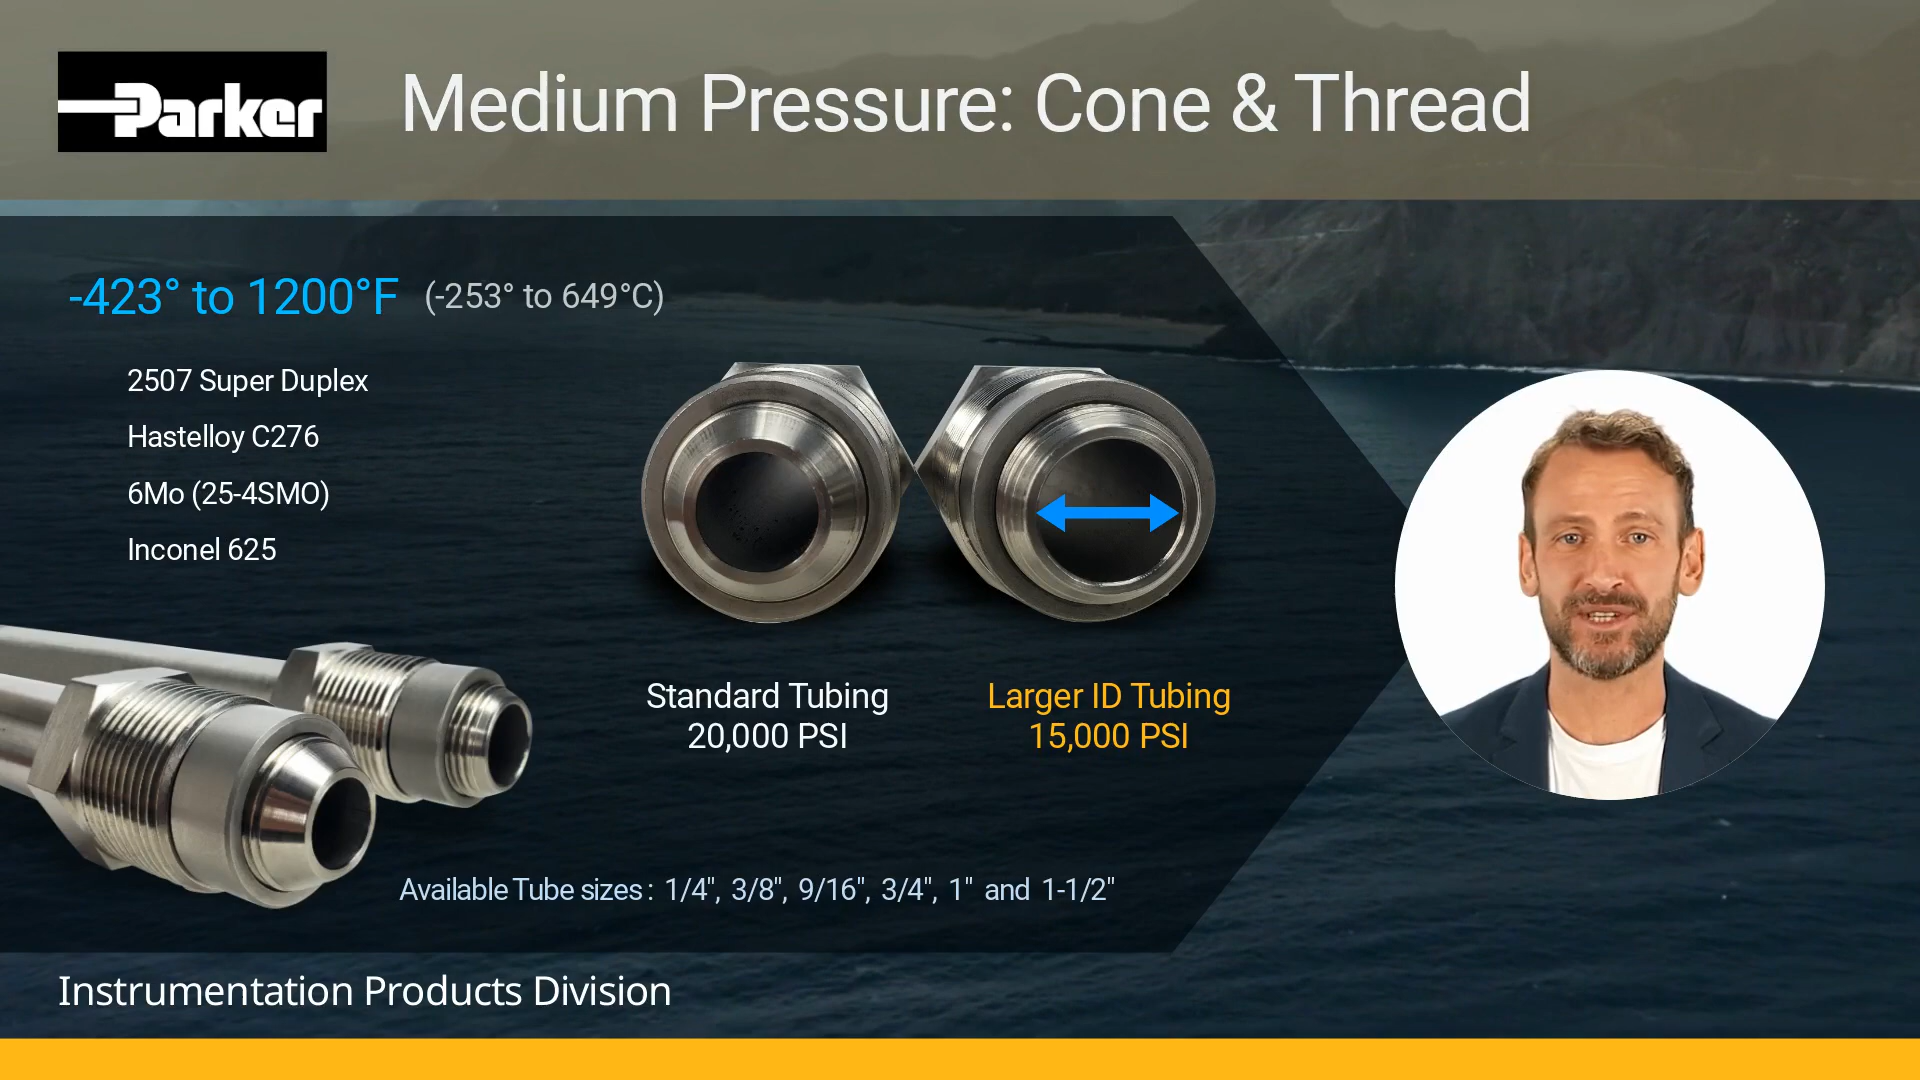 Parker
Medium Pressure: Cone & Thread
-423° to 1200°F (-253° to 649°C)
2507 Super Duplex
Hastelloy C276
6Mo (25-4SMO)
Inconel 625
Standard Tubing
20,000 PSI
Larger ID Tubing
15,000 PSI
Available Tube sizes : 1/4", 3/8", 9/16", 3/4", 1" and 1-1/2"
Instrumentation Products Division